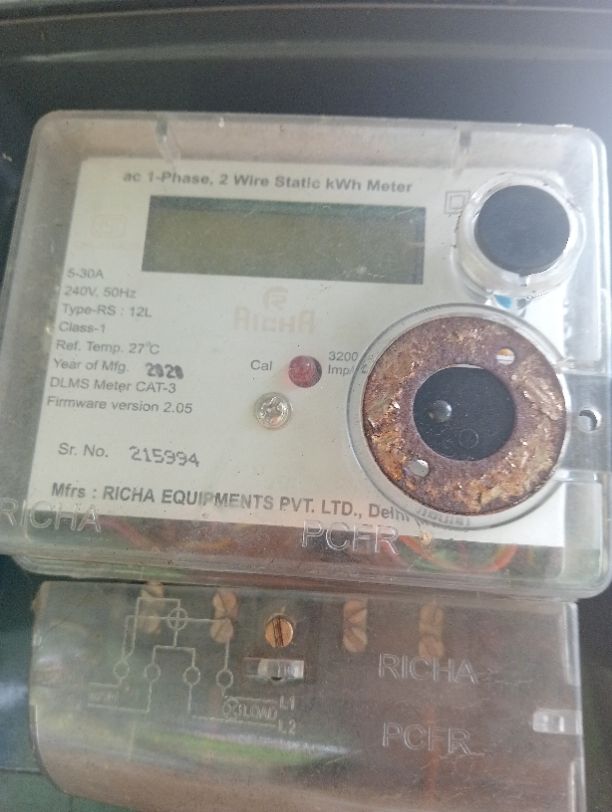 ac 1-Phase, 2 Wire Static kWh Meter
5-30A
240V, 50Hz
Type-RS : 12L
Class-1
Ref. Temp. 27°C
Year of Mfg. 2020
DLMS Meter CAT-3
Firmware version 2.05
RICHA
Cal
3200
Imp/
Sr. No. 215994
Mfrs : RICHA EQUIPMENTS PVT. LTD., Delhi
RICHA PCFR
L1
LOAD
L2
RICHA
PCFR